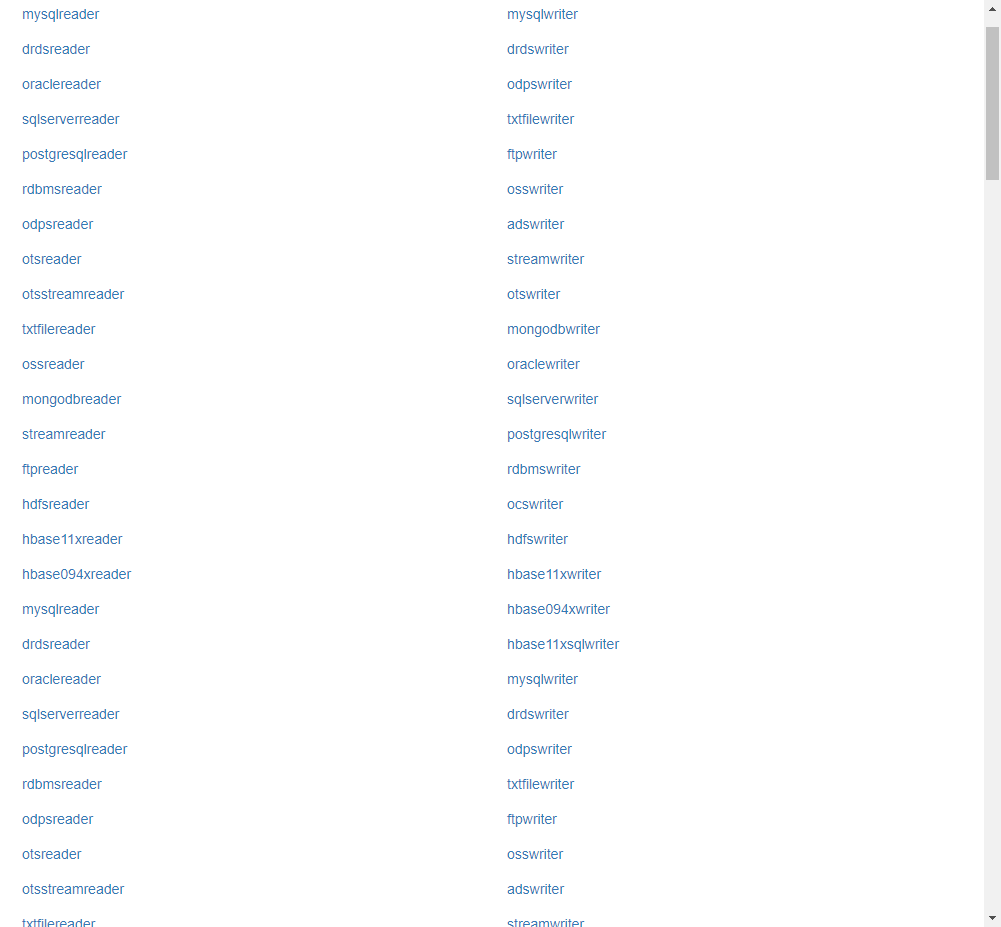 mysqlreader mysqlwriter
drdsreader drdswriter
oraclereader odpswriter
sqlserverreader txtfilewriter
postgresqlreader ftpwriter
rdbmsreader osswriter
odpsreader adswriter
otsreader streamwriter
otsstreamreader otswriter
txtfilereader mongodbwriter
ossreader oraclewriter
mongodbreader sqlserverwriter
streamreader postgresqlwriter
ftpreader rdbmswriter
hdfsreader ocswriter
hbase11xreader hdfswriter
hbase094xreader hbase11xwriter
mysqlreader hbase094xwriter
drdsreader hbase11xsqlwriter
oraclereader mysqlwriter
sqlserverreader drdswriter
postgresqlreader odpswriter
rdbmsreader txtfilewriter
odpsreader ftpwriter
otsreader osswriter
otsstreamreader adswriter
txtfilereader streamwriter